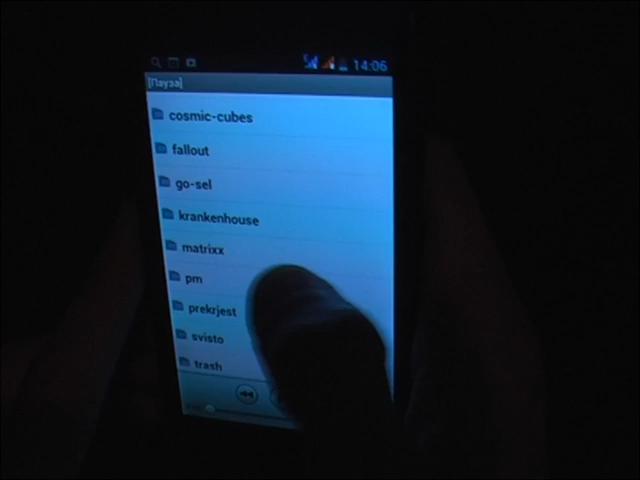 14:06
[Пауза]
cosmic-cubes
fallout
go-sel
krankenhouse
matrixx
pm
prekrjest
svisto
trash